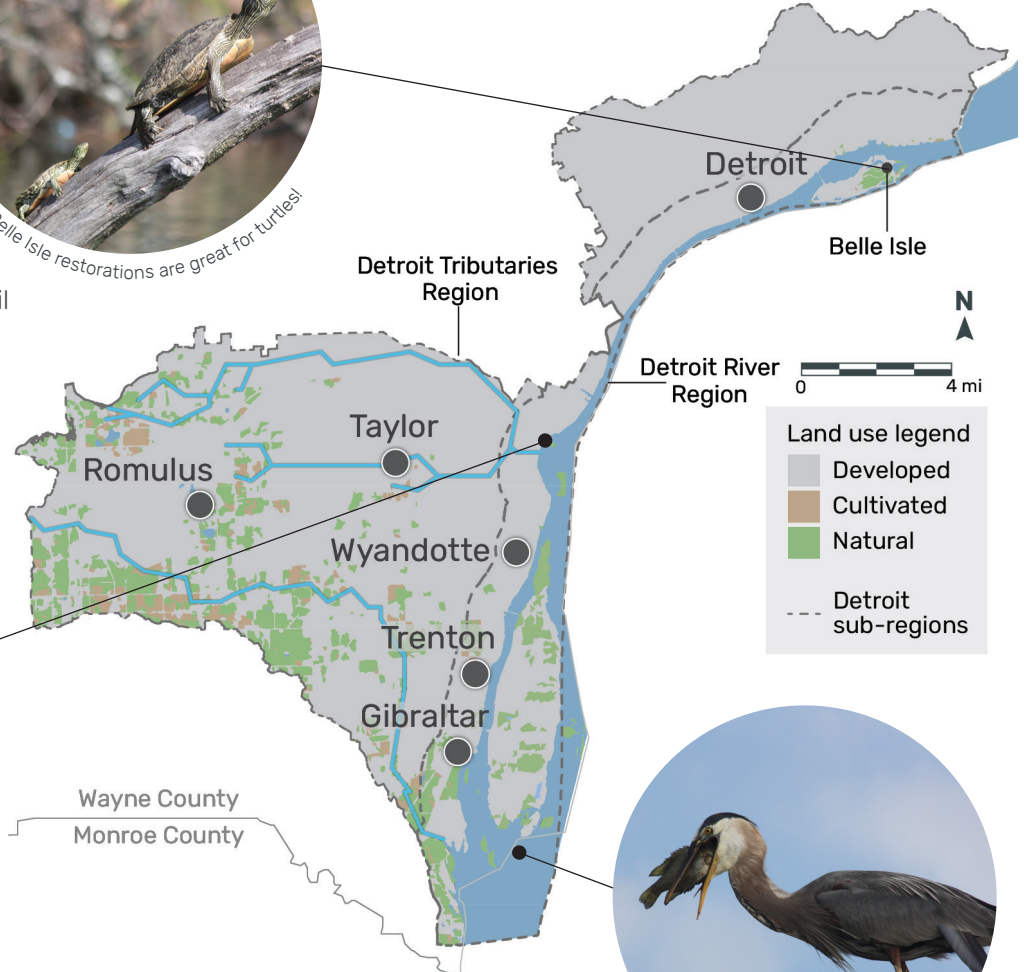 Belle Isle restorations are great for turtles!
Detroit
Belle Isle
Detroit Tributaries
Region
N
Detroit River
Region
0 4 mi
Land use legend
Developed
Cultivated
Natural
Detroit
sub-regions
Taylor
Romulus
Wyandotte
Trenton
Gibraltar
Wayne County
Monroe County